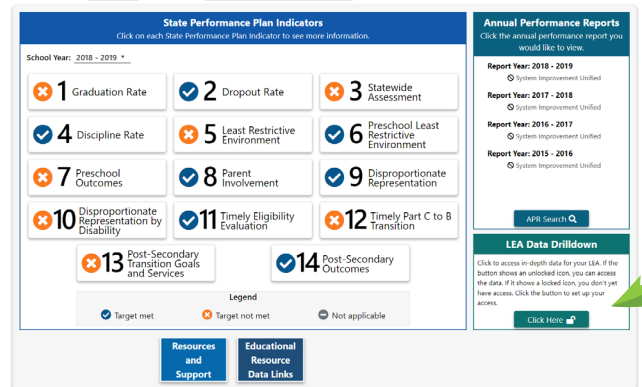 State Performance Plan Indicators
Click on each State Performance Plan Indicator to see more information.
School Year: 2018 - 2019
1 Graduation Rate
2 Dropout Rate
3 Statewide
Assessment
4 Discipline Rate
5 Least Restrictive
Environment
6 Preschool Least
Restrictive
Environment
7 Preschool
Outcomes
8 Parent
Involvement
9 Disproportionate
Representation
10 Disproportionate
Representation by
Disability
11 Timely Eligibility
Evaluation
12 Timely Part C to B
Transition
13 Post-Secondary
Transition Goals
and Services
14 Post-Secondary
Outcomes
Legend
Target met
Target not met
Not applicable
Resources
and
Support
Educational
Resource
Data Links
Annual Performance Reports
Click the annual performance report you
would like to view.
Report Year: 2018 - 2019
System Improvement Unified
Report Year: 2017 - 2018
System Improvement Unified
Report Year: 2016 - 2017
System Improvement Unified
Report Year: 2015 - 2016
System Improvement Unified
APR Search
LEA Data Drilldown
Click to access in-depth data for your LEA. If the
button shows an unlocked icon, you can access
the data. If it shows a locked icon, you don't yet
have access. Click the button to set up your
access.
Click Here